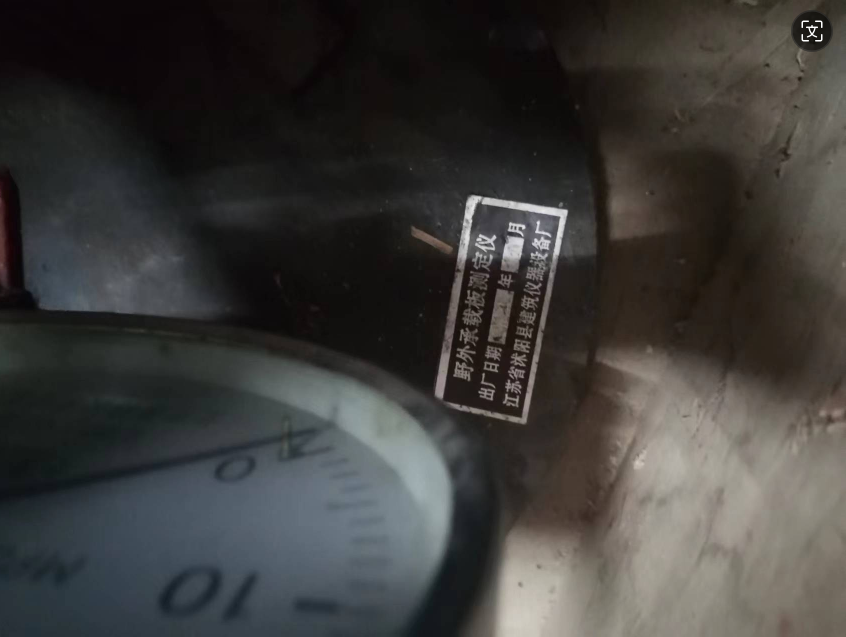 野外承载板测定仪
出厂日期 年 月
江苏省沭阳县建筑仪器设备厂
0
10
MPa